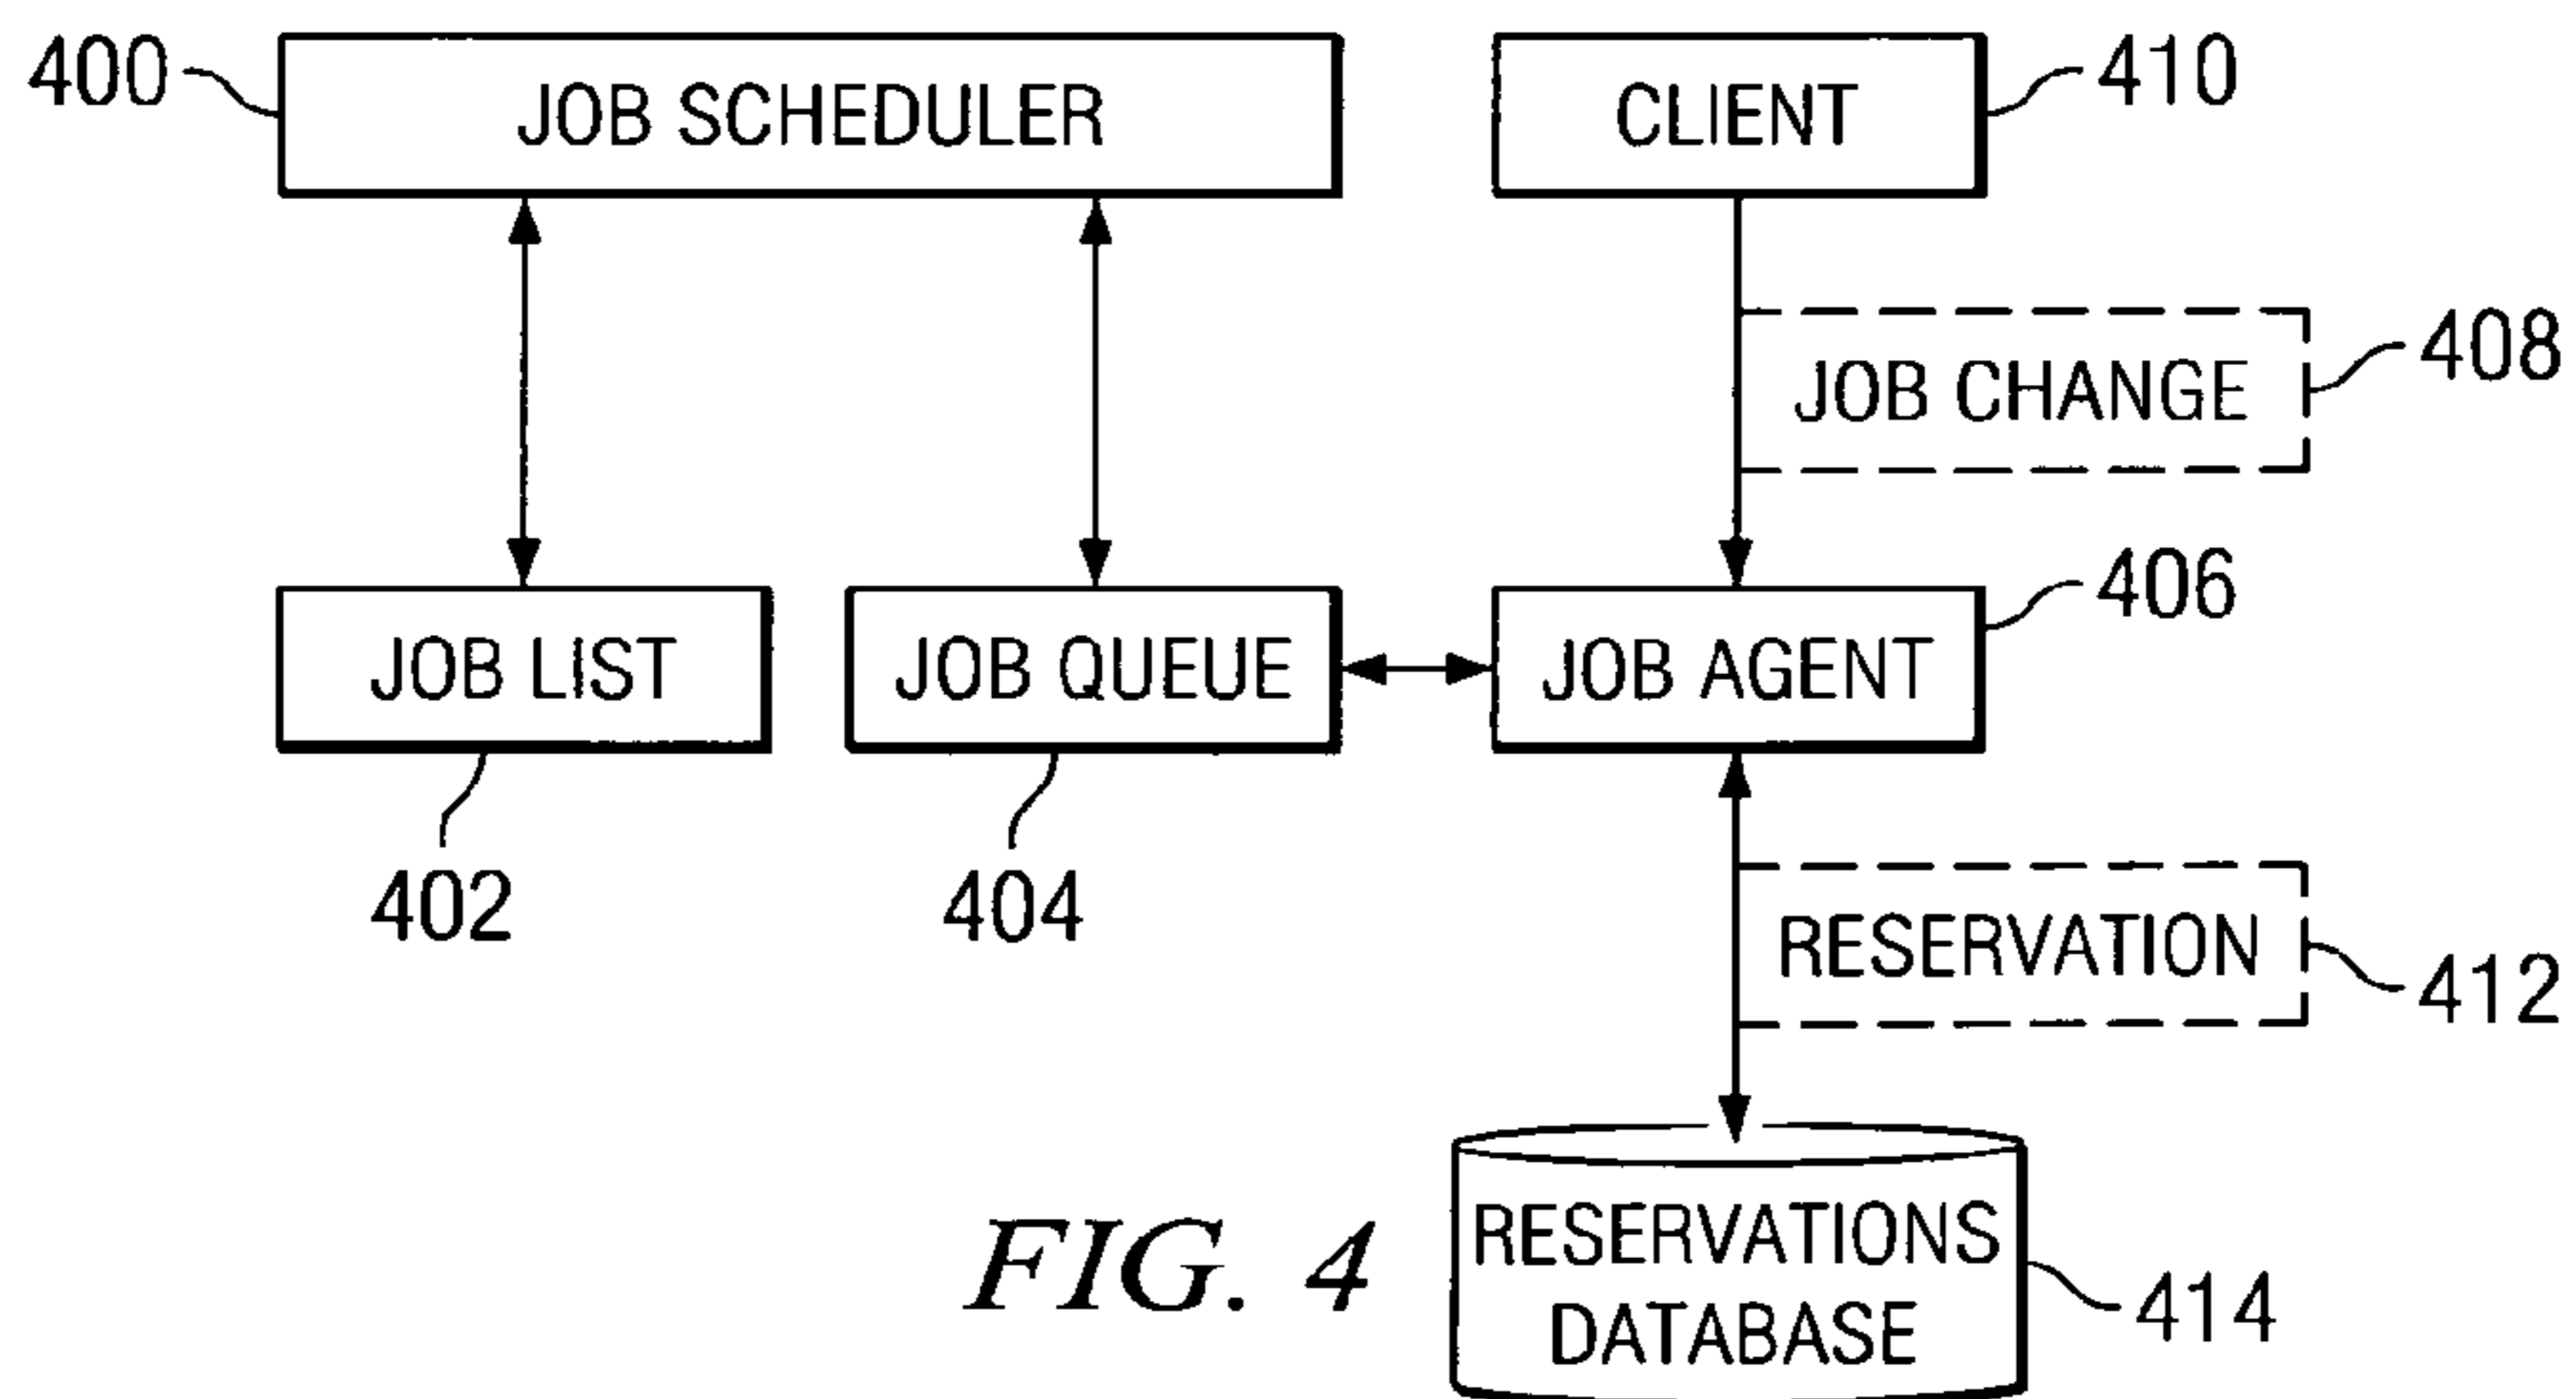 400
JOB SCHEDULER
CLIENT
410
JOB CHANGE
408
406
JOB LIST
JOB QUEUE
JOB AGENT
402
404
RESERVATION
412
RESERVATIONS
DATABASE
414
FIG. 4